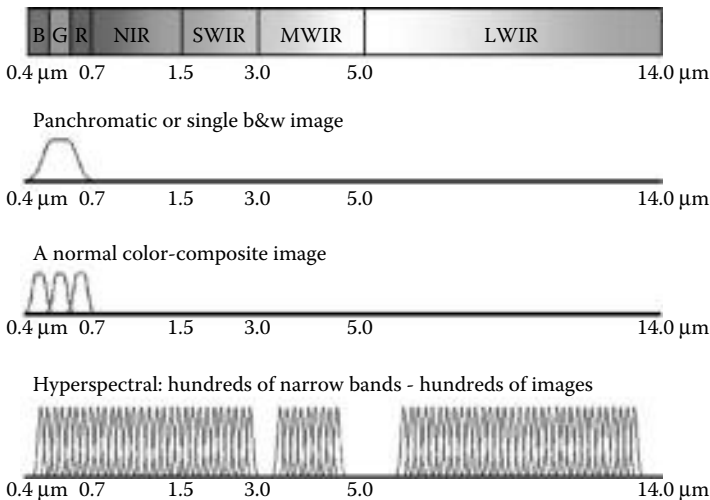 B G R NIR SWIR MWIR LWIR
0.4 µm 0.7 1.5 3.0 5.0 14.0 µm
Panchromatic or single b&w image
0.4 µm 0.7 1.5 3.0 5.0 14.0 µm
A normal color-composite image
0.4 µm 0.7 1.5 3.0 5.0 14.0 µm
Hyperspectral: hundreds of narrow bands - hundreds of images
0.4 µm 0.7 1.5 3.0 5.0 14.0 µm